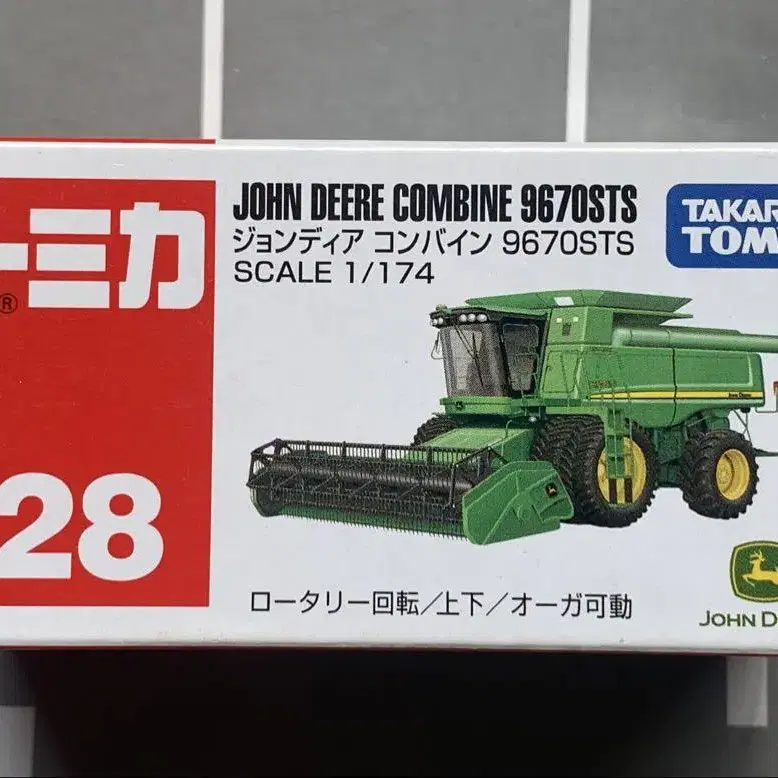 ーミカ
®
28
JOHN DEERE COMBINE 9670STS
ジョンディア コンバイン 9670STS
SCALE 1/174
TAKAR
TOM
ロータリー回転/上下/オーガ可動
JOHN D